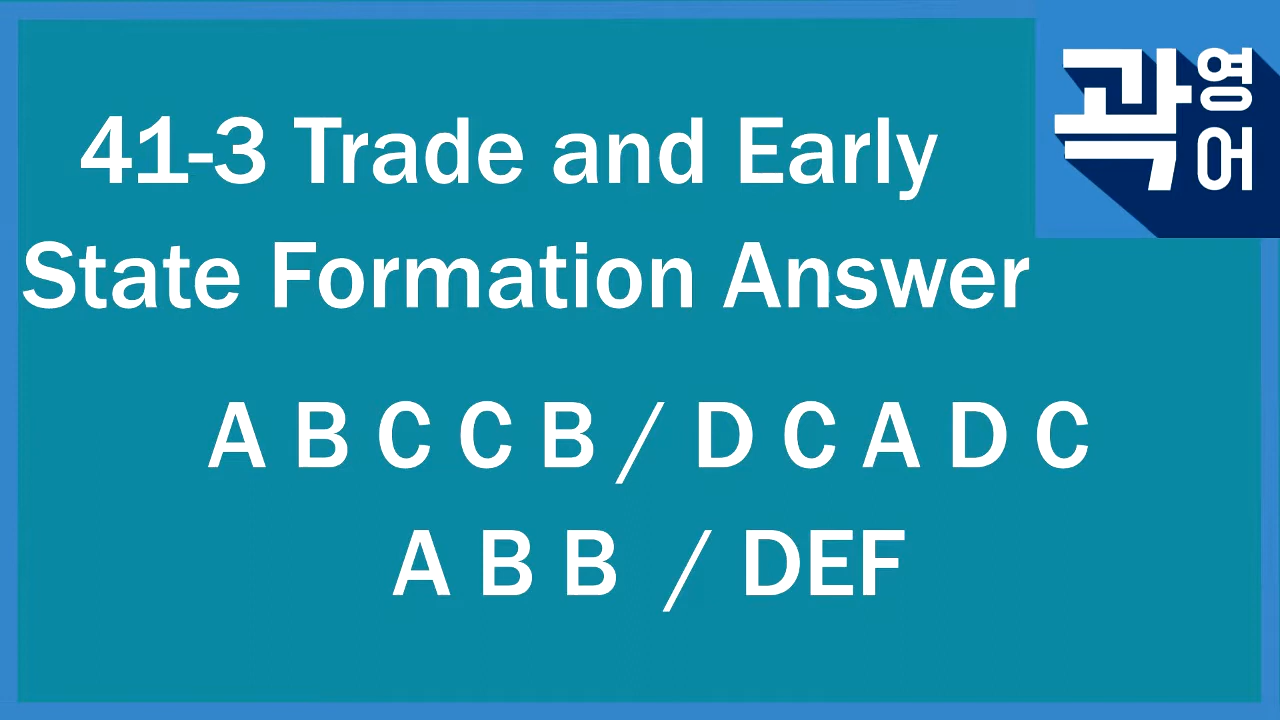 41-3 Trade and Early
State Formation Answer
A B C C B / D C A D C
A B B / DEF
곽영어